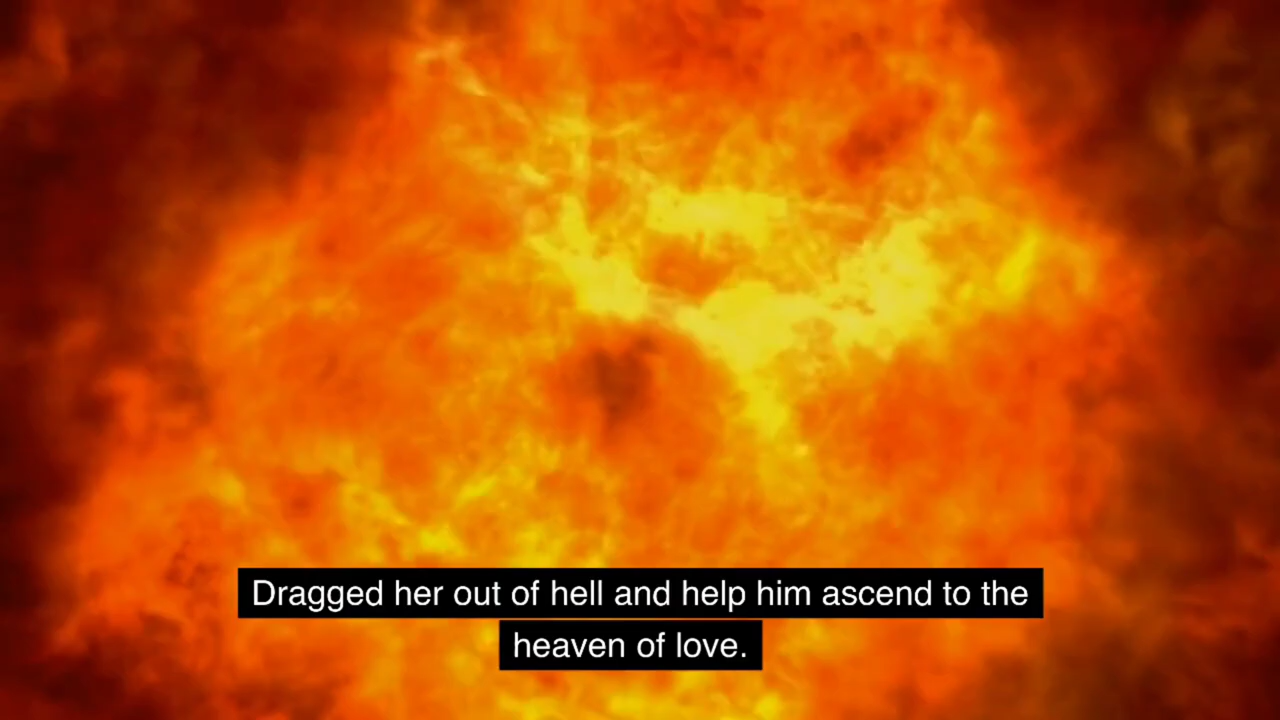 Dragged her out of hell and help him ascend to the
heaven of love.